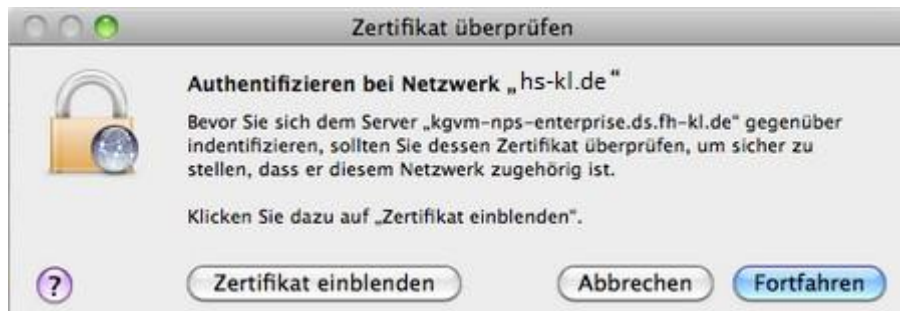 Zertifikat überprüfen
Authentifizieren bei Netzwerk „hs-kl.de“
Bevor Sie sich dem Server „kgvm-nps-enterprise.ds.fh-kl.de“ gegenüber
indentifizieren, sollten Sie dessen Zertifikat überprüfen, um sicher zu
stellen, dass er diesem Netzwerk zugehörig ist.
Klicken Sie dazu auf „Zertifikat einblenden“.
? Zertifikat einblenden Abbrechen Fortfahren